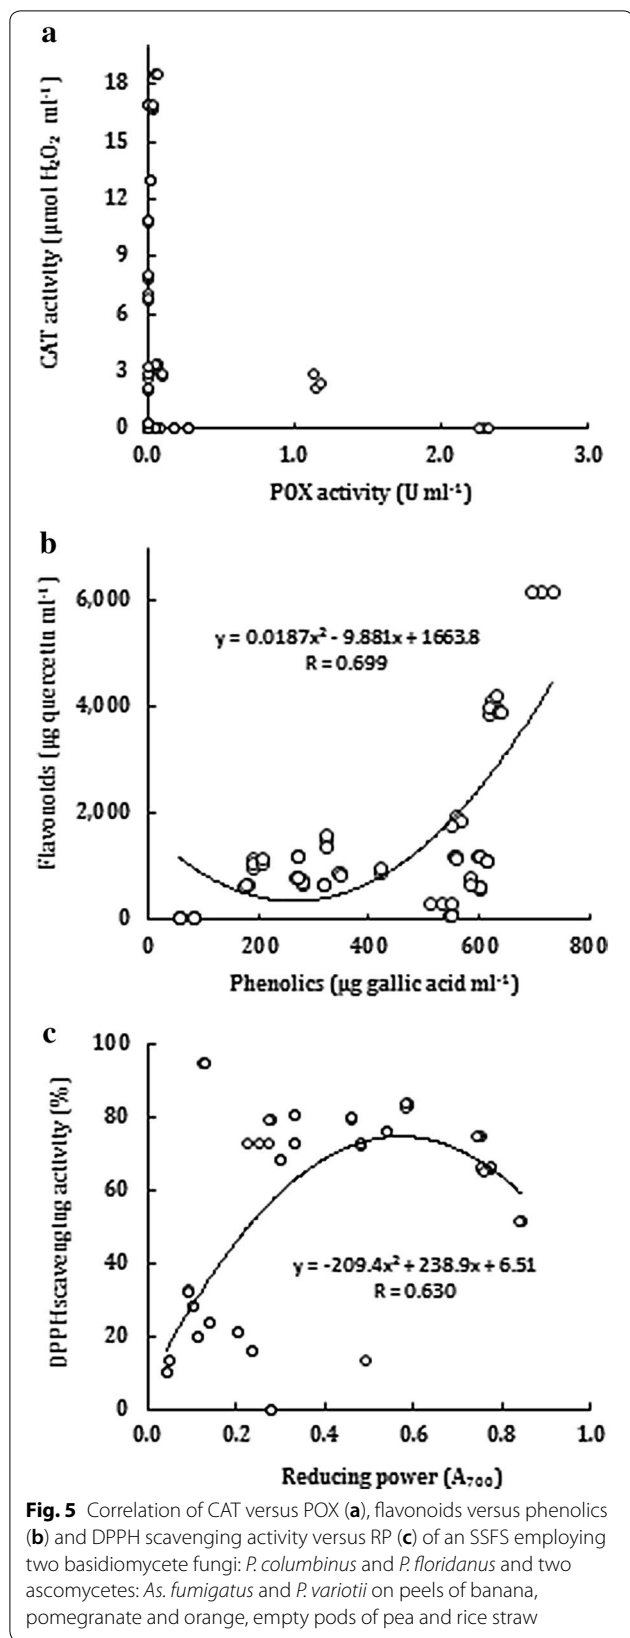 a
CAT activity (μmol H₂O₂ ml⁻¹)
18
15
12
9
6
3
0
0.0 1.0 2.0 3.0
POX activity (U ml⁻¹)
b
Flavonoids (μg quercetin ml⁻¹)
6,000
4,000
2,000
0
y = 0.0187x² - 9.881x + 1663.8
R = 0.699
0 200 400 600 800
Phenolics (μg gallic acid ml⁻¹)
c
DPPH scavenging activity (%)
100
80
60
40
20
0
y = -209.4x² + 238.9x + 6.51
R = 0.630
0.0 0.2 0.4 0.6 0.8 1.0
Reducing power (A₇₀₀)
Fig. 5 Correlation of CAT versus POX (a), flavonoids versus phenolics
(b) and DPPH scavenging activity versus RP (c) of an SSFS employing
two basidiomycete fungi: P. columbinus and P. floridanus and two
ascomycetes: As. fumigatus and P. variotii on peels of banana,
pomegranate and orange, empty pods of pea and rice straw